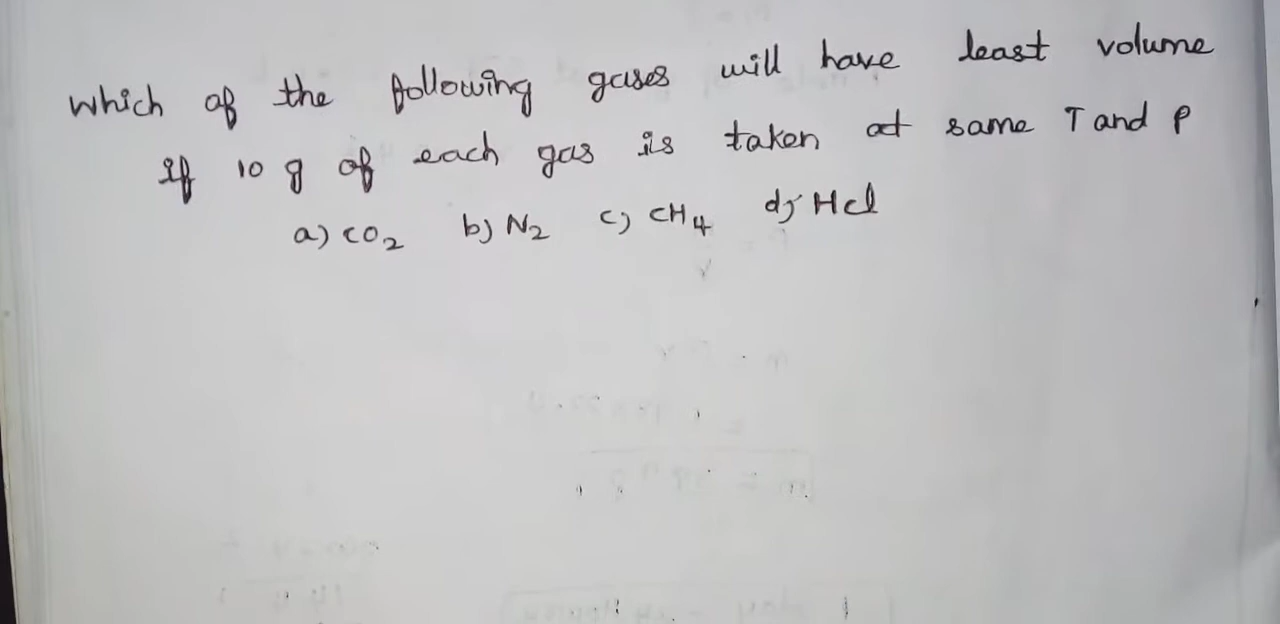 Which of the following gases will have least volume
if 10 g of each gas is taken at same T and P
a) CO2 b) N2 c) CH4 d) HCl